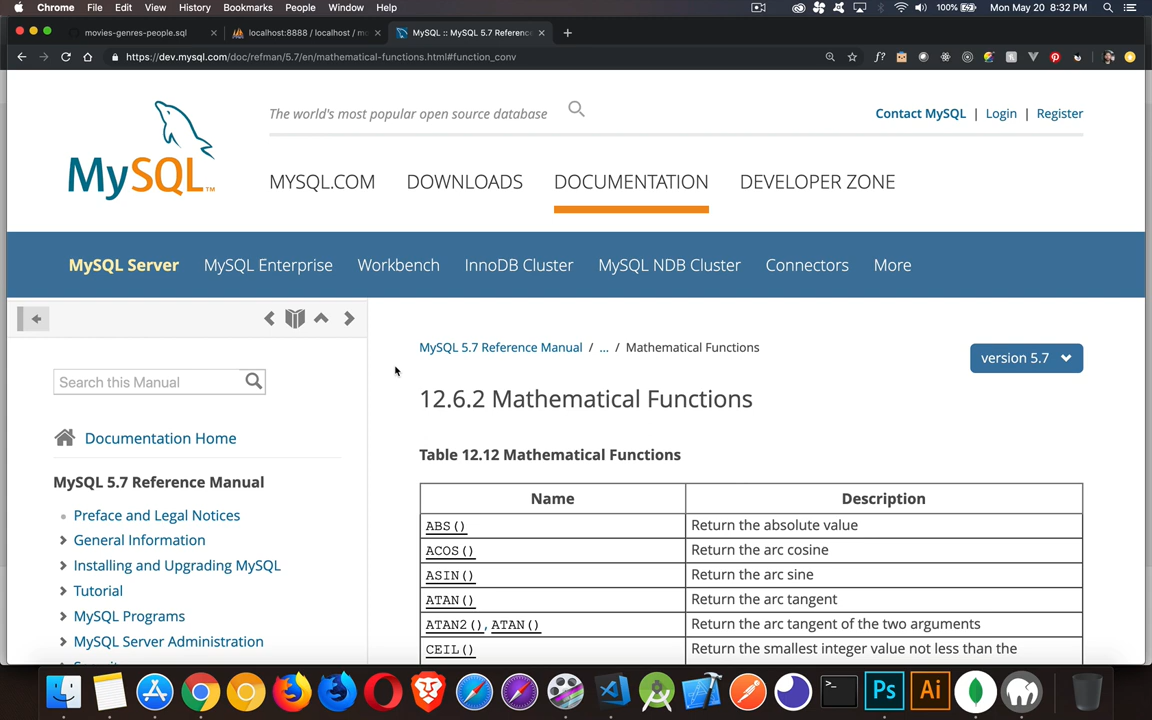 Chrome File Edit View History Bookmarks People Window Help 100% Mon May 20 8:32 PM
movies-genres-people.sql localhost:8888 / localhost / m MySQL :: MySQL 5.7 Referenc
https://dev.mysql.com/doc/refman/5.7/en/mathematical-functions.html#function_conv
MySQL™
The world's most popular open source database
Contact MySQL | Login | Register
MYSQL.COM DOWNLOADS DOCUMENTATION DEVELOPER ZONE
MySQL Server MySQL Enterprise Workbench InnoDB Cluster MySQL NDB Cluster Connectors More
Search this Manual
Documentation Home
MySQL 5.7 Reference Manual
Preface and Legal Notices
General Information
Installing and Upgrading MySQL
Tutorial
MySQL Programs
MySQL Server Administration
MySQL 5.7 Reference Manual / ... / Mathematical Functions
version 5.7
12.6.2 Mathematical Functions
Table 12.12 Mathematical Functions
Name Description
ABS() Return the absolute value
ACOS() Return the arc cosine
ASIN() Return the arc sine
ATAN() Return the arc tangent
ATAN2(), ATAN() Return the arc tangent of the two arguments
CEIL() Return the smallest integer value not less than the
Ps Ai